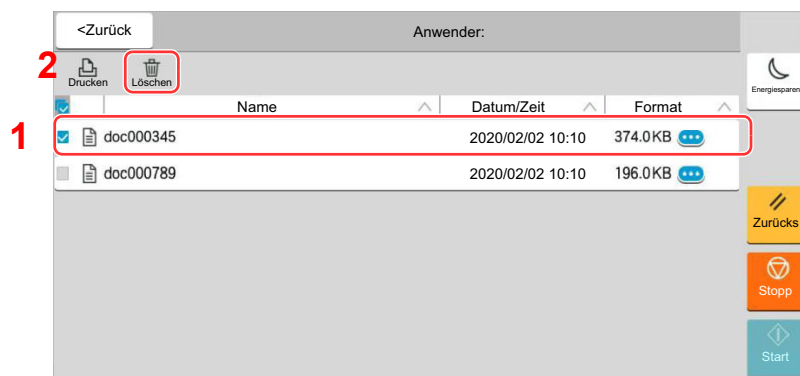 <Zurück
Anwender:
2
Drucken
Löschen
Energiesparen
Name
Datum/Zeit
Format
1
doc000345
2020/02/02 10:10
374.0KB
doc000789
2020/02/02 10:10
196.0KB
Zurücks
Stopp
Start